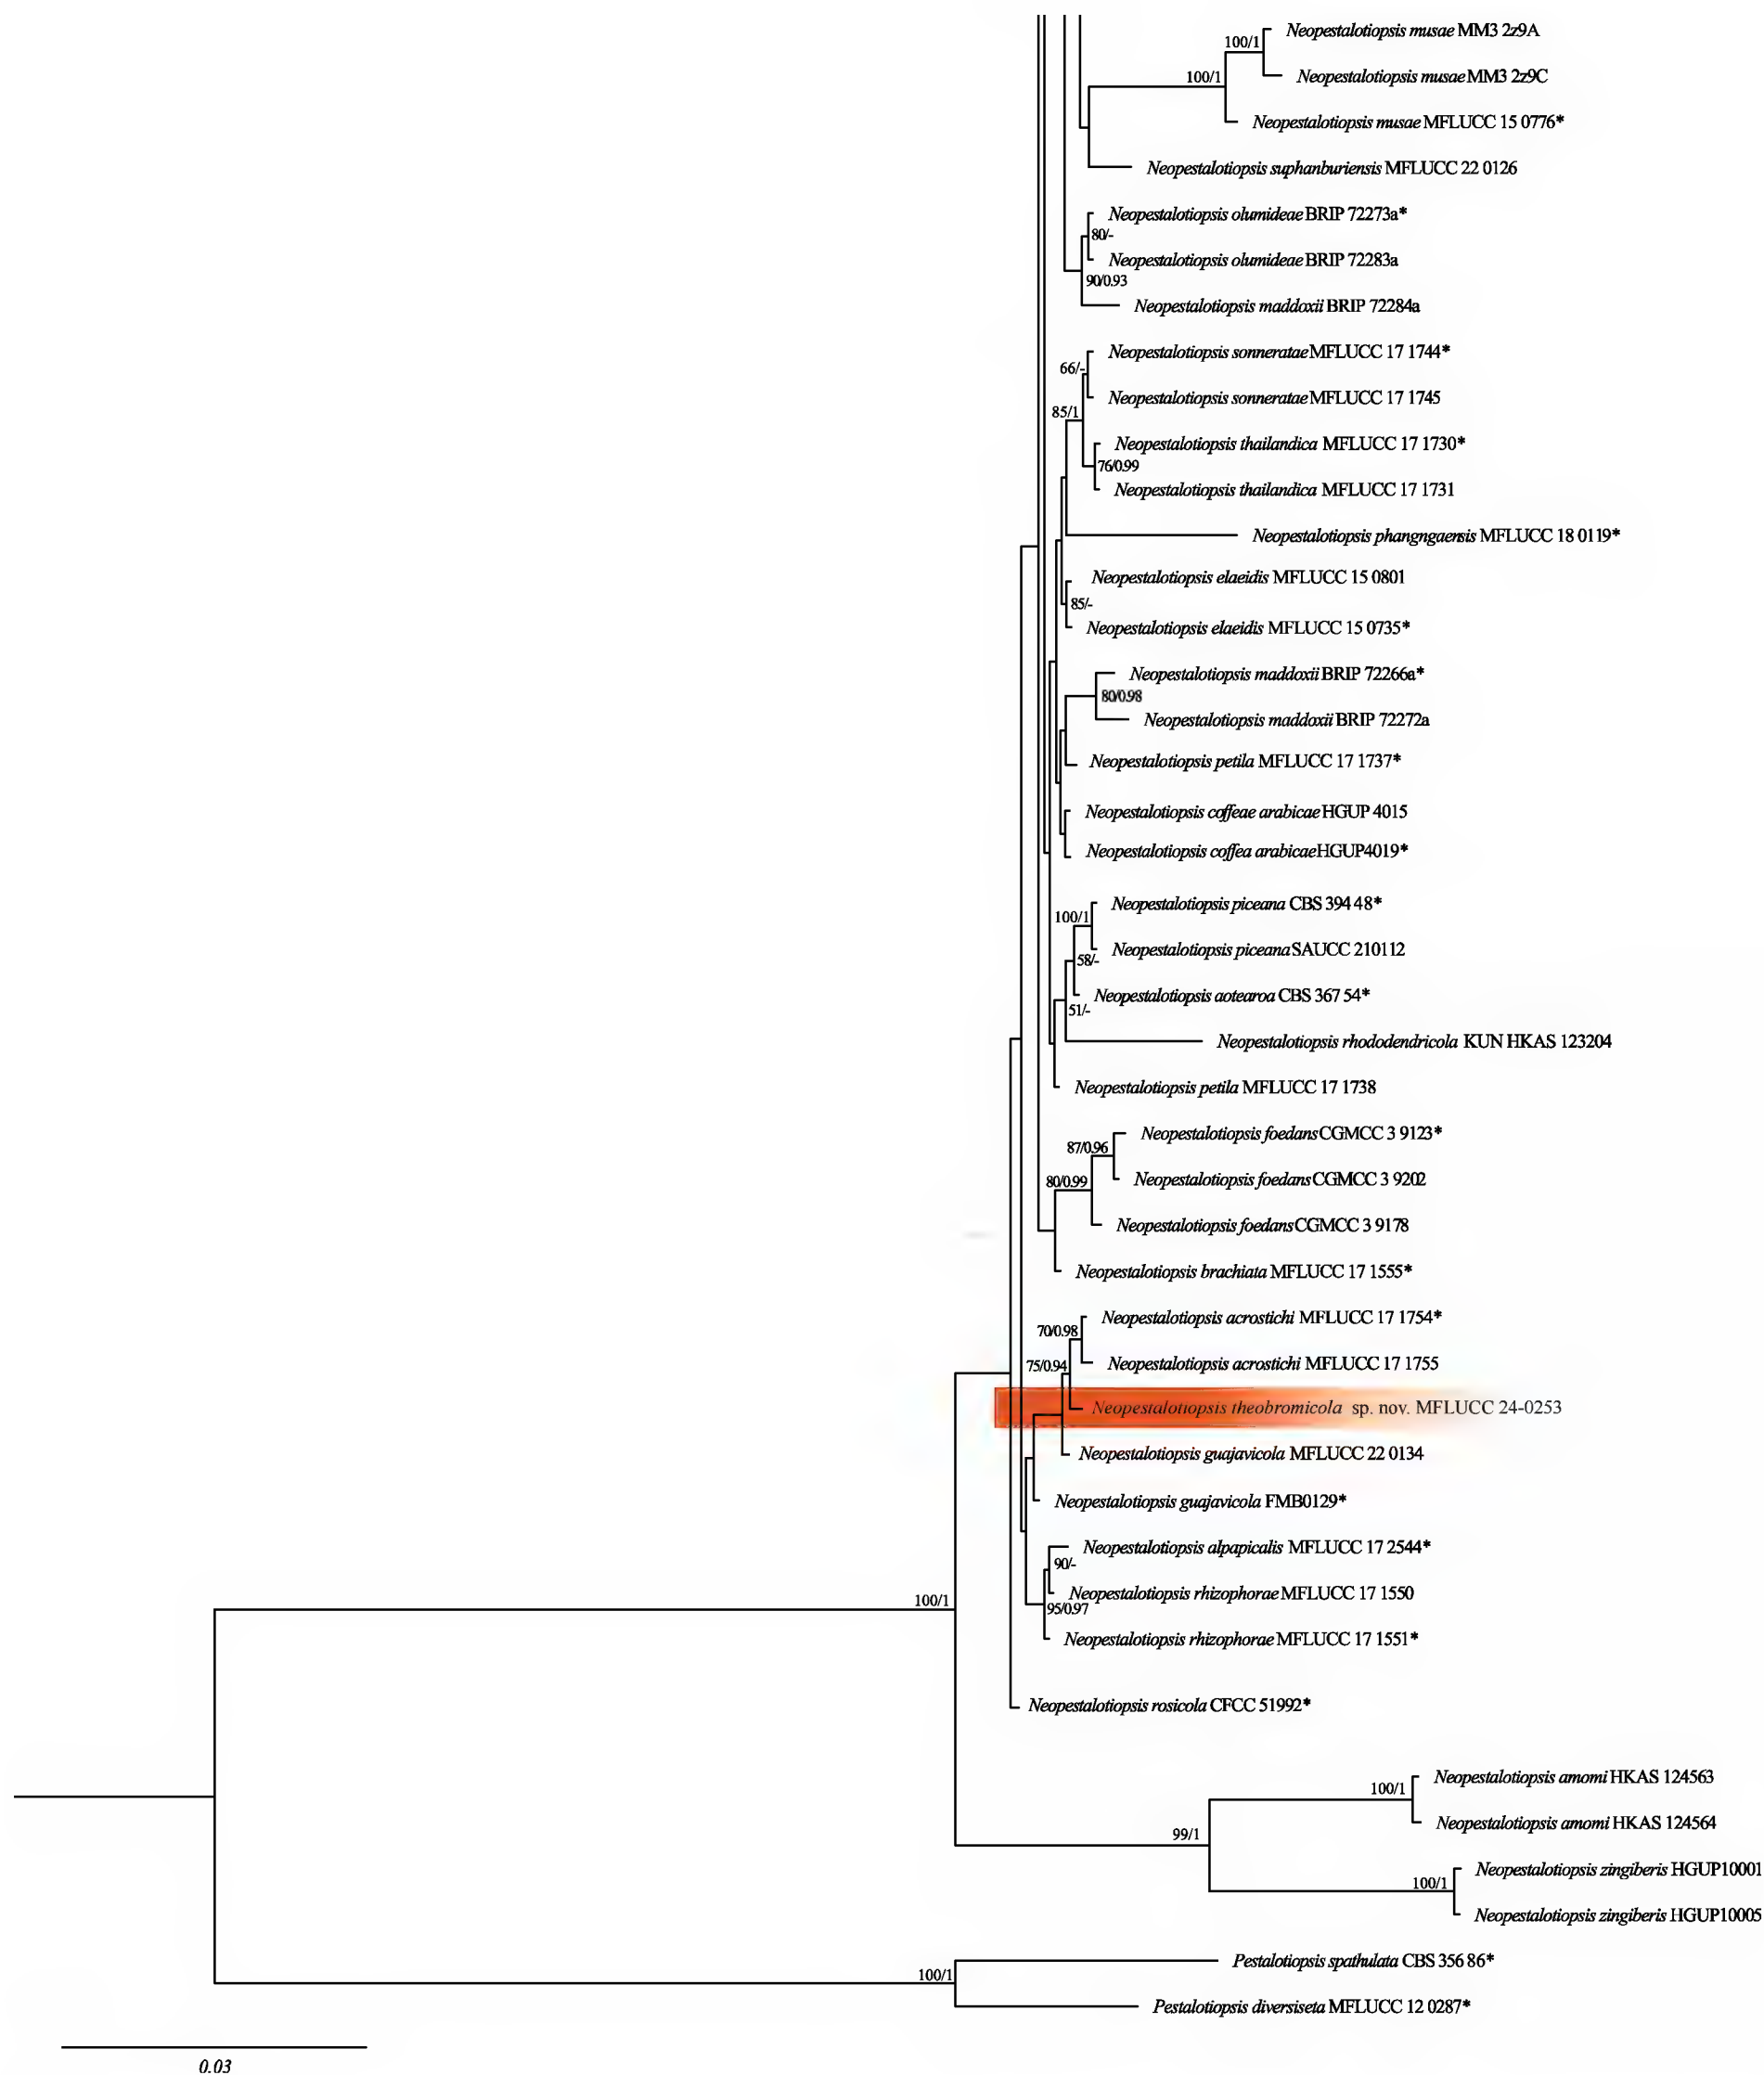 Neopestalotiopsis musae MM3 2z9A
100/1
Neopestalotiopsis musae MM3 2z9C
100/1
Neopestalotiopsis musae MFLUCC 15 0776*
Neopestalotiopsis suphanburiensis MFLUCC 22 0126
Neopestalotiopsis olumideae BRIP 72273a*
80/-
Neopestalotiopsis olumideae BRIP 72283a
90/0.93
Neopestalotiopsis maddoxii BRIP 72284a
Neopestalotiopsis sonneratae MFLUCC 17 1744*
66/-
Neopestalotiopsis sonneratae MFLUCC 17 1745
85/1
Neopestalotiopsis thailandica MFLUCC 17 1730*
76/0.99
Neopestalotiopsis thailandica MFLUCC 17 1731
Neopestalotiopsis phangngaensis MFLUCC 18 0119*
Neopestalotiopsis elaeidis MFLUCC 15 0801
85/-
Neopestalotiopsis elaeidis MFLUCC 15 0735*
Neopestalotiopsis maddoxii BRIP 72266a*
80/0.98
Neopestalotiopsis maddoxii BRIP 72272a
Neopestalotiopsis petila MFLUCC 17 1737*
Neopestalotiopsis coffeae arabicae HGUP 4015
Neopestalotiopsis coffea arabicae HGUP4019*
Neopestalotiopsis piceana CBS 394 48*
100/1
Neopestalotiopsis piceana SAUCC 210112
58/-
Neopestalotiopsis aotearoa CBS 367 54*
51/-
Neopestalotiopsis rhododendricola KUN HKAS 123204
Neopestalotiopsis petila MFLUCC 17 1738
Neopestalotiopsis foedans CGMCC 3 9123*
87/0.96
Neopestalotiopsis foedans CGMCC 3 9202
80/0.99
Neopestalotiopsis foedans CGMCC 3 9178
Neopestalotiopsis brachiata MFLUCC 17 1555*
Neopestalotiopsis acrostichi MFLUCC 17 1754*
70/0.98
Neopestalotiopsis acrostichi MFLUCC 17 1755
75/0.94
Neopestalotiopsis theobromicola sp. nov. MFLUCC 24-0253
Neopestalotiopsis guajavicola MFLUCC 22 0134
Neopestalotiopsis guajavicola FMB0129*
Neopestalotiopsis alpapicalis MFLUCC 17 2544*
90/-
Neopestalotiopsis rhizophorae MFLUCC 17 1550
100/1
95/0.97
Neopestalotiopsis rhizophorae MFLUCC 17 1551*
Neopestalotiopsis rosicola CFCC 51992*
Neopestalotiopsis amomi HKAS 124563
100/1
Neopestalotiopsis amomi HKAS 124564
99/1
Neopestalotiopsis zingiberis HGUP10001
100/1
Neopestalotiopsis zingiberis HGUP10005
Pestalotiopsis spathulata CBS 356 86*
100/1
Pestalotiopsis diversiseta MFLUCC 12 0287*
0.03